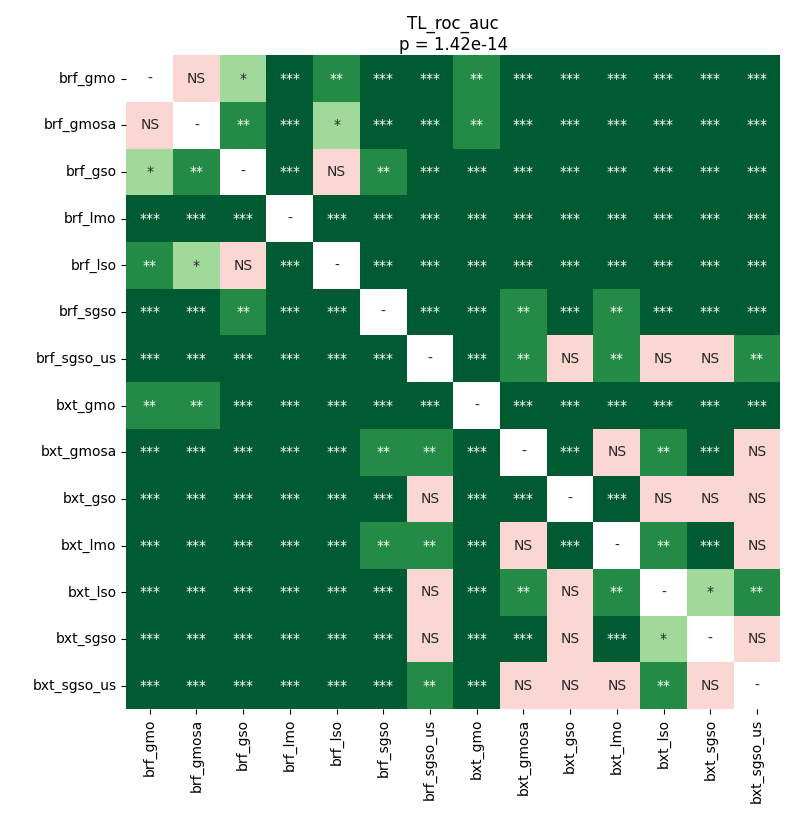 TL_roc_auc
p = 1.42e-14
brf_gmo - NS * *** ** *** *** ** *** *** *** *** *** ***
brf_gmosa NS - ** *** * *** *** ** *** *** *** *** *** ***
brf_gso * ** - *** NS ** *** *** *** *** *** *** *** ***
brf_lmo *** *** *** - *** *** *** *** *** *** *** *** *** ***
brf_lso ** * NS *** - *** *** *** *** *** *** *** *** ***
brf_sgso *** *** ** *** *** - *** *** ** *** ** *** *** ***
brf_sgso_us *** *** *** *** *** *** - *** ** NS ** NS NS **
bxt_gmo ** ** *** *** *** *** *** - *** *** *** *** *** ***
bxt_gmosa *** *** *** *** *** ** ** *** - *** NS ** *** NS
bxt_gso *** *** *** *** *** *** NS *** *** - *** NS NS NS
bxt_lmo *** *** *** *** *** ** ** *** NS *** - ** *** NS
bxt_lso *** *** *** *** *** *** NS *** ** NS ** - * **
bxt_sgso *** *** *** *** *** *** NS *** *** NS *** * - NS
bxt_sgso_us *** *** *** *** *** *** ** *** NS NS NS ** NS -
brf_gmo brf_gmosa brf_gso brf_lmo brf_lso brf_sgso brf_sgso_us bxt_gmo bxt_gmosa bxt_gso bxt_lmo bxt_lso bxt_sgso bxt_sgso_us